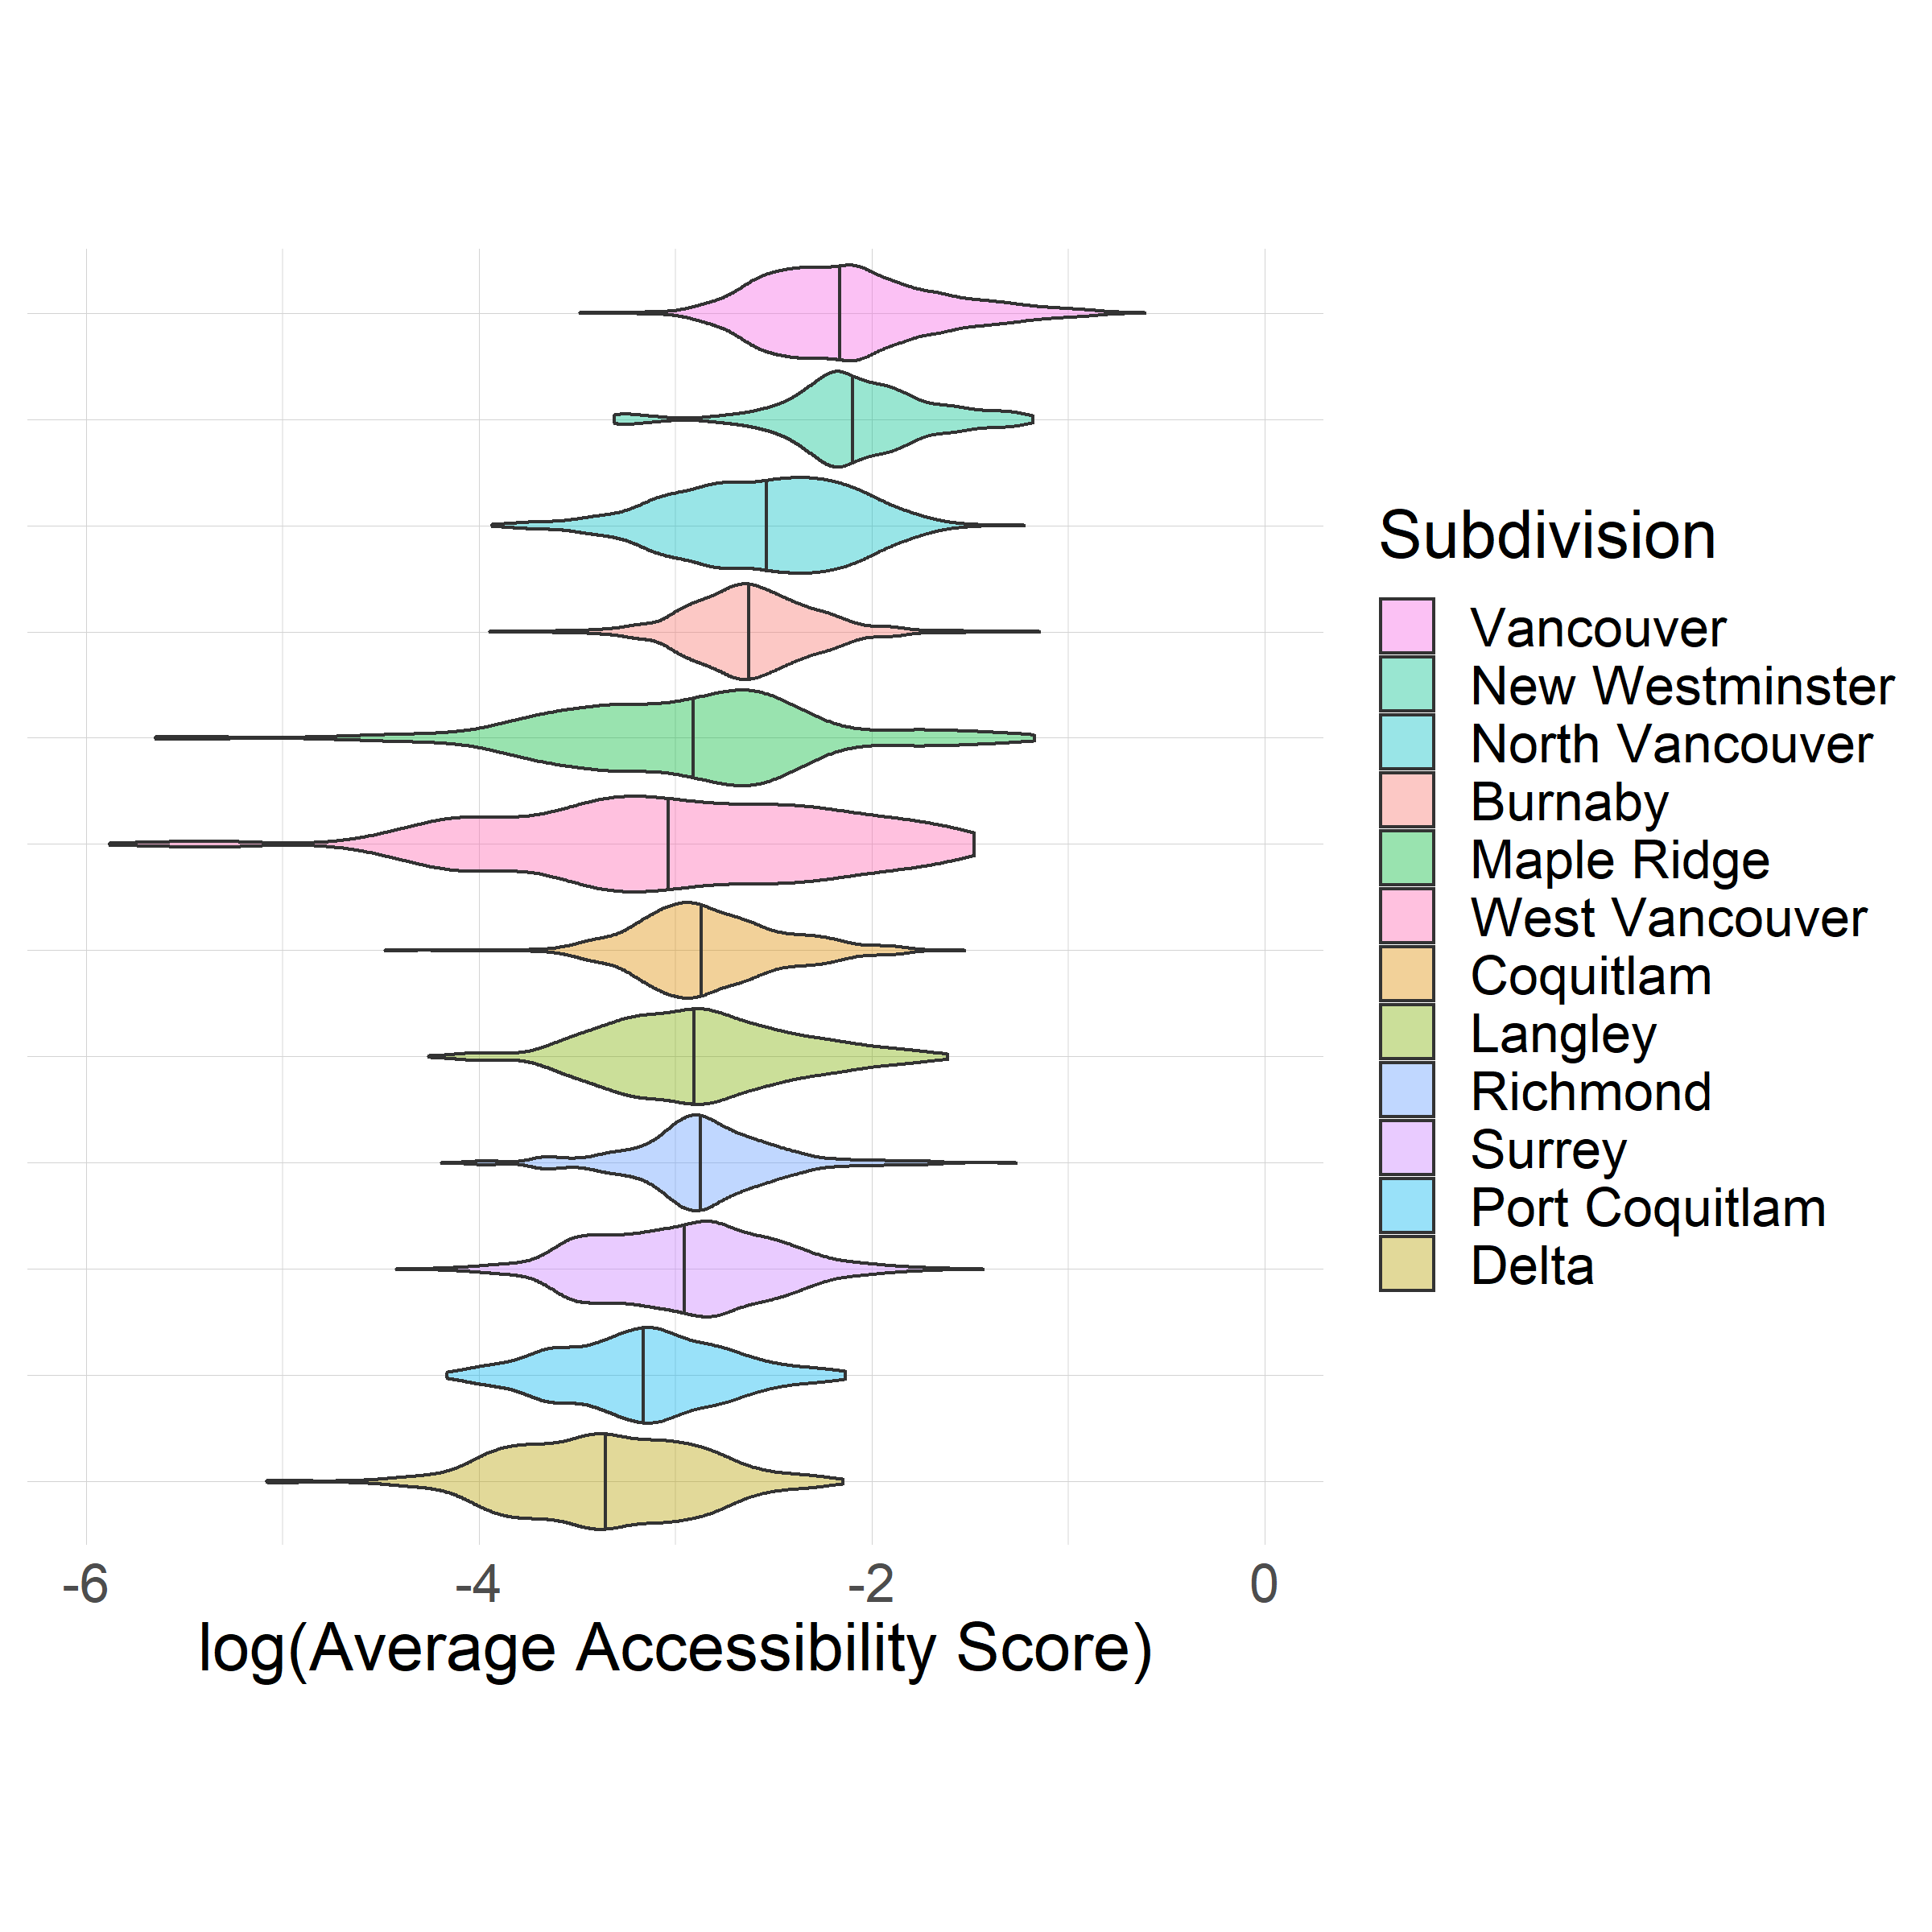 Subdivision
Vancouver
New Westminster
North Vancouver
Burnaby
Maple Ridge
West Vancouver
Coquitlam
Langley
Richmond
Surrey
Port Coquitlam
Delta
-6 -4 -2 0
log(Average Accessibility Score)